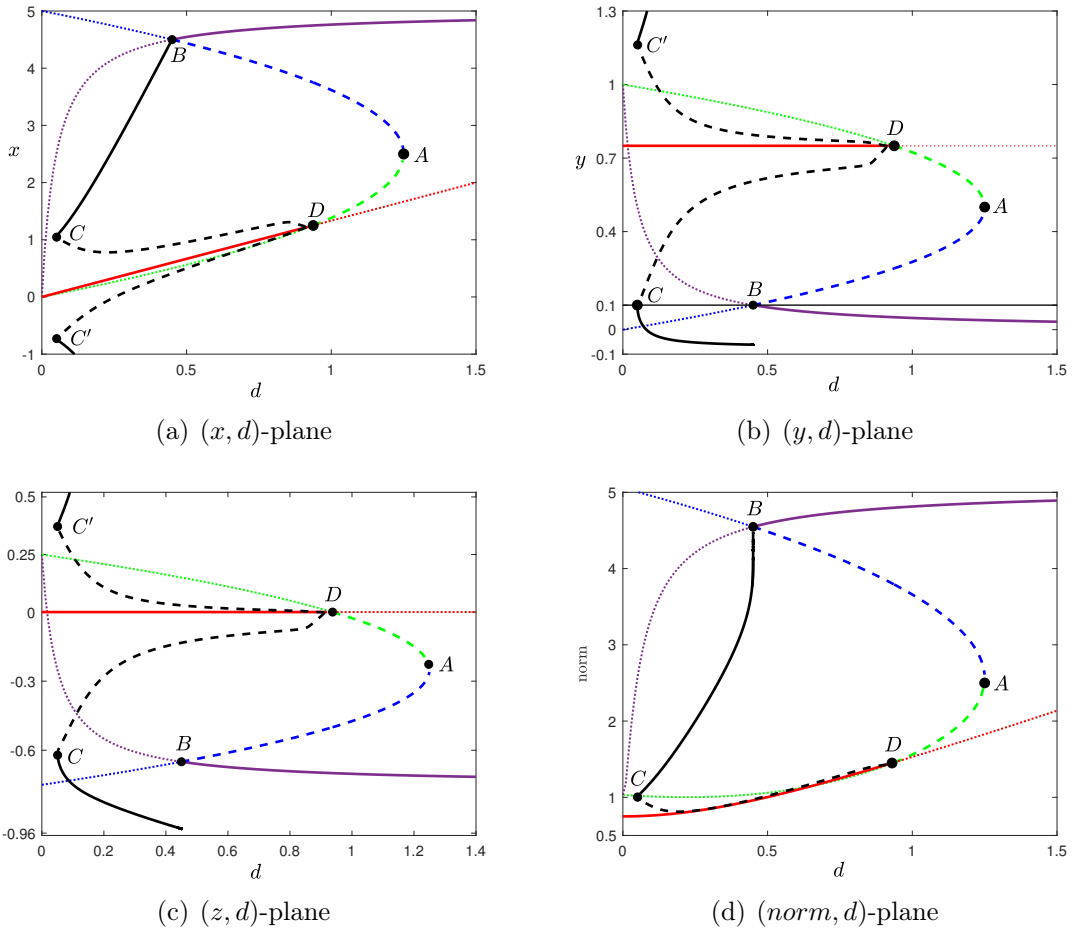 5
4
3
x
2
1
0
-1
B
A
D
C
C′
0
0.5
1
1.5
d
(a) (x, d)-plane
1.3
1
0.7
y
0.4
0.1
0
-0.1
C′
D
A
C
B
0
0.5
1
1.5
d
(b) (y, d)-plane
0.5
0.25
0
-0.3
-0.6
-0.96
C′
D
A
C
B
0
0.2
0.4
0.6
0.8
1
1.2
1.4
d
(c) (z, d)-plane
5
4
3
norm
2
1
0.5
B
A
D
C
0
0.5
1
1.5
d
(d) (norm, d)-plane